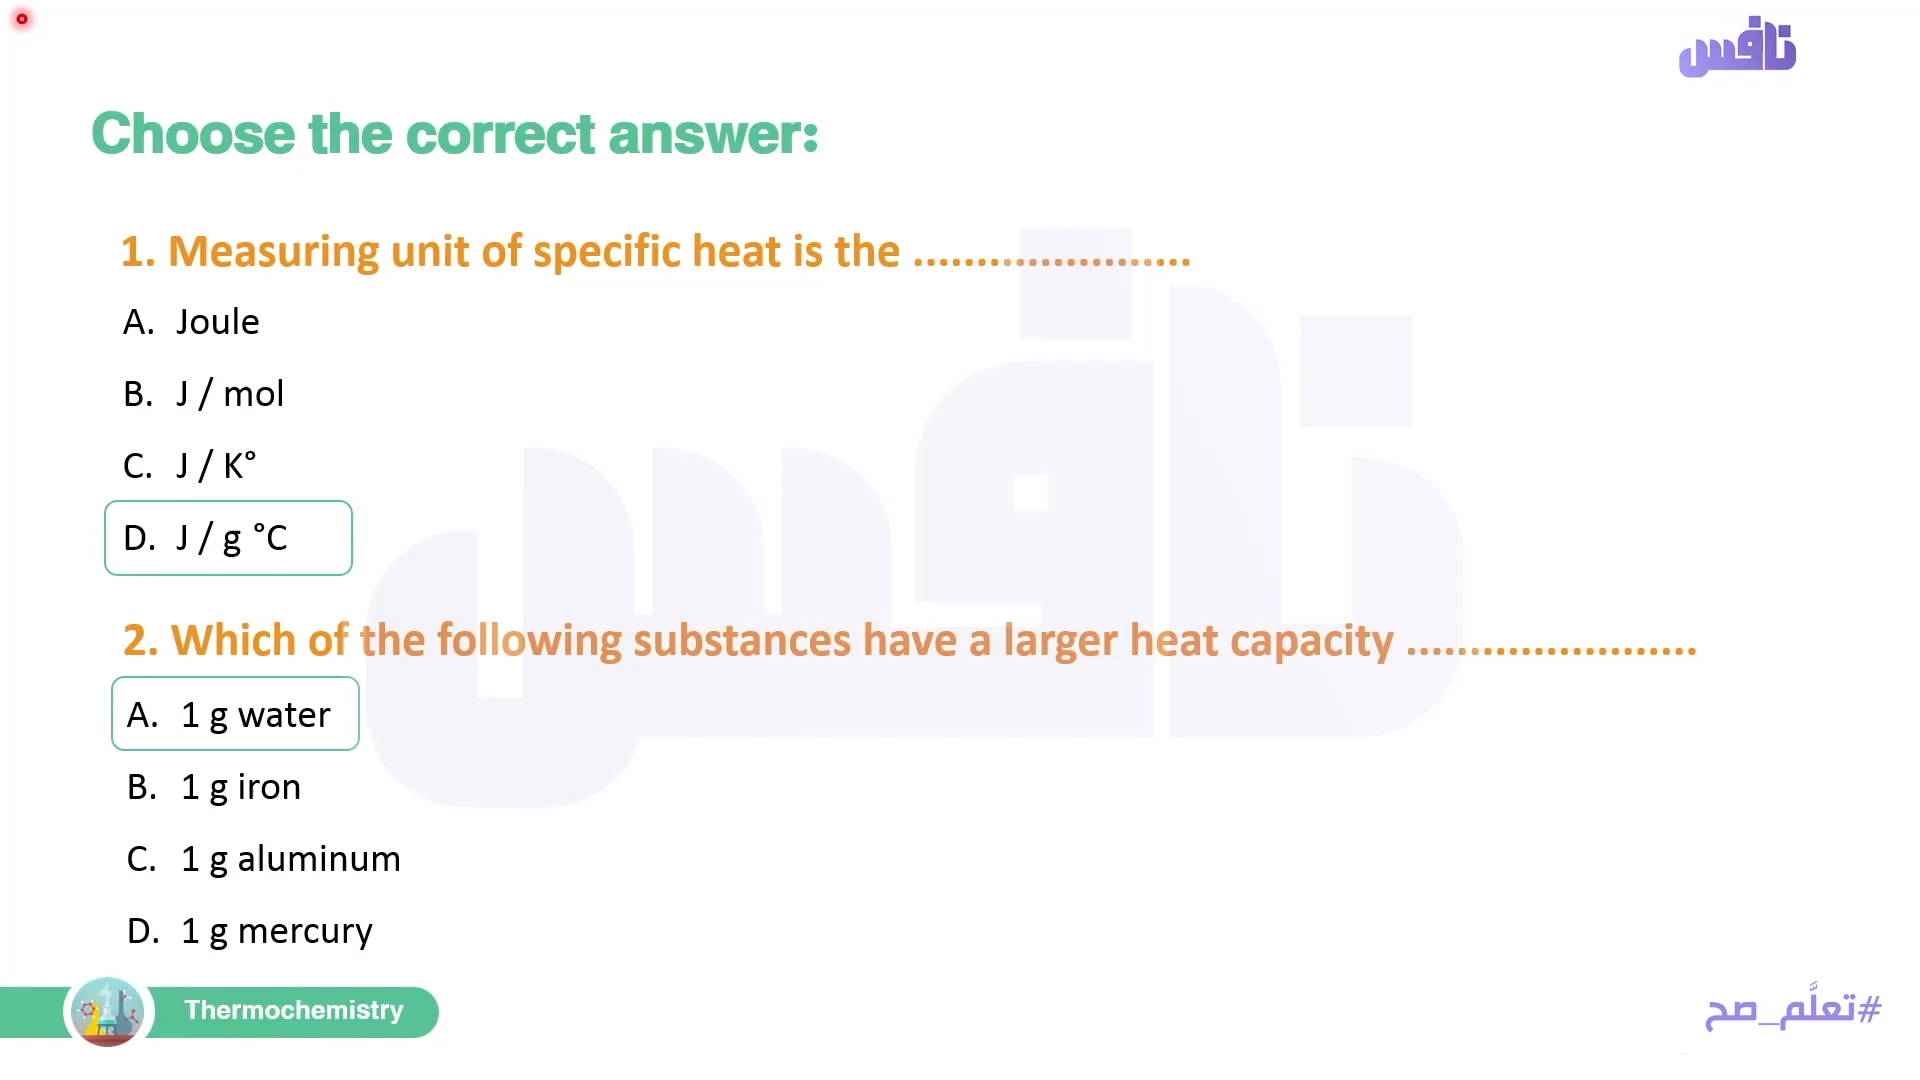 نافس
Choose the correct answer:
1. Measuring unit of specific heat is the ......................
A. Joule
B. J / mol
C. J / K°
D. J / g °C
2. Which of the following substances have a larger heat capacity .......................
A. 1 g water
B. 1 g iron
C. 1 g aluminum
D. 1 g mercury
Thermochemistry
#تعلَّم_صح